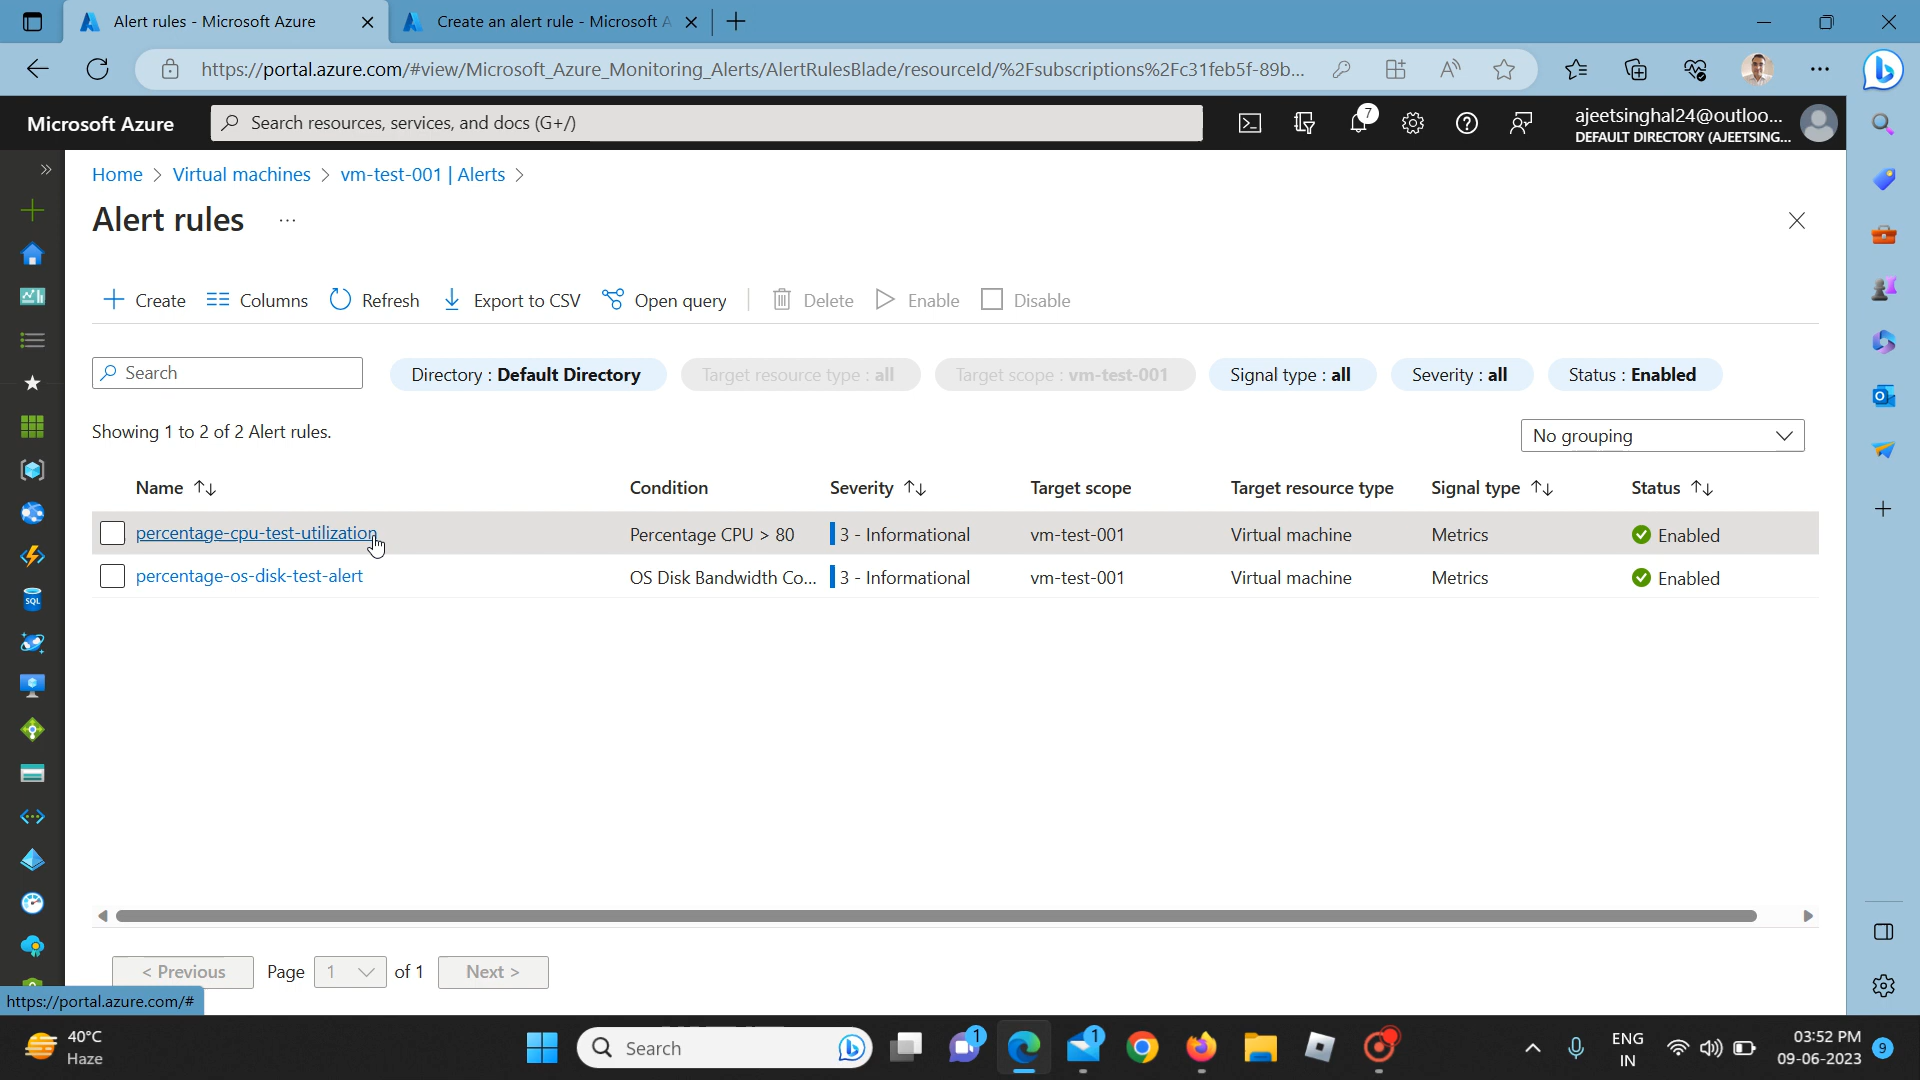 Alert rules - Microsoft Azure
Create an alert rule - Microsoft A
https://portal.azure.com/#view/Microsoft_Azure_Monitoring_Alerts/AlertRulesBlade/resourceId/%2Fsubscriptions%2Fc31feb5f-89b...
Microsoft Azure
Search resources, services, and docs (G+/)
7
ajeetsinghal24@outloo...
DEFAULT DIRECTORY (AJEETSING...
Home > Virtual machines > vm-test-001 | Alerts >
Alert rules ...
Create Columns Refresh Export to CSV Open query Delete Enable Disable
Search
Directory : Default Directory
Target resource type : all
Target scope : vm-test-001
Signal type : all
Severity : all
Status : Enabled
Showing 1 to 2 of 2 Alert rules.
No grouping
Name Condition Severity Target scope Target resource type Signal type Status
percentage-cpu-test-utilization Percentage CPU > 80 3 - Informational vm-test-001 Virtual machine Metrics Enabled
percentage-os-disk-test-alert OS Disk Bandwidth Co... 3 - Informational vm-test-001 Virtual machine Metrics Enabled
< Previous Page 1 of 1 Next >
https://portal.azure.com/#
SQL
40°C
Haze
Search
1
1
ENG
IN
03:52 PM
09-06-2023
9